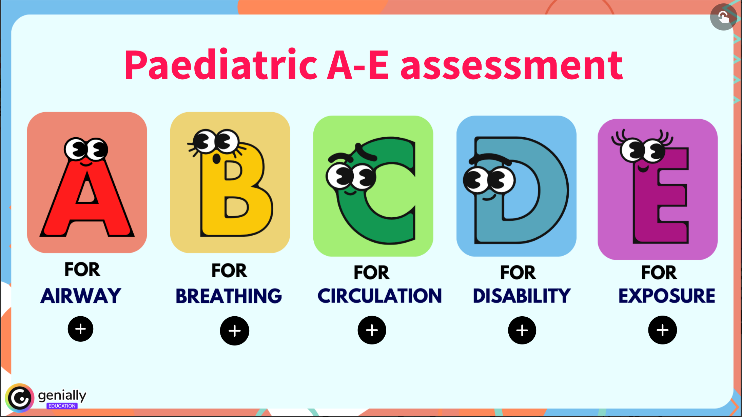 Paediatric A-E assessment
A B C D E
FOR FOR FOR FOR FOR
AIRWAY BREATHING CIRCULATION DISABILITY EXPOSURE
+ + + + +
genially
EDUCATION